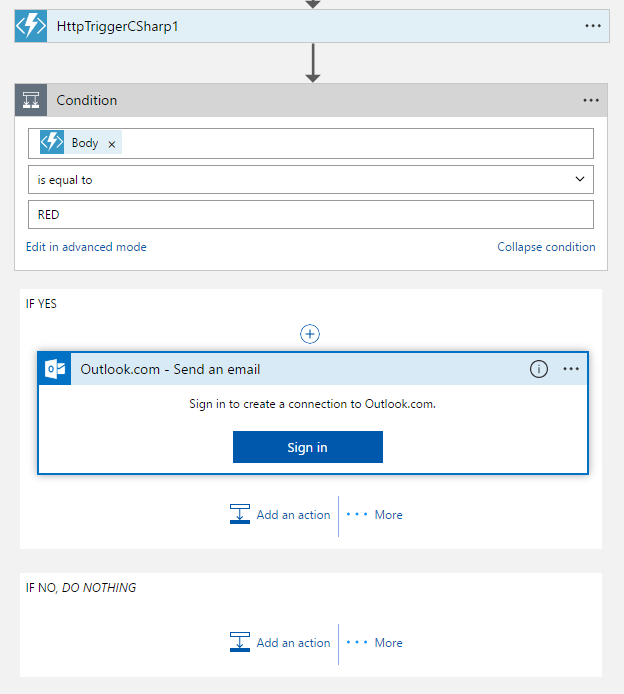 HttpTriggerCSharp1
Condition
Body ×
is equal to
RED
Edit in advanced mode
Collapse condition
IF YES
Outlook.com - Send an email
Sign in to create a connection to Outlook.com.
Sign in
Add an action
More
IF NO, DO NOTHING
Add an action
More